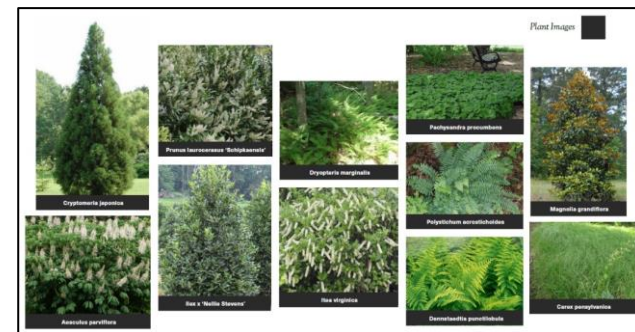 Plant Images
Cryptomeria japonica
Prunus laurocerasus 'Schipkaensis'
Dryopteris marginalis
Pachysandra procumbens
Magnolia grandiflora
Polystichum acrostichoides
Aesculus parviflora
Ilex x 'Nellie Stevens'
Itea virginica
Dennstaedtia punctilobula
Carex pensylvanica